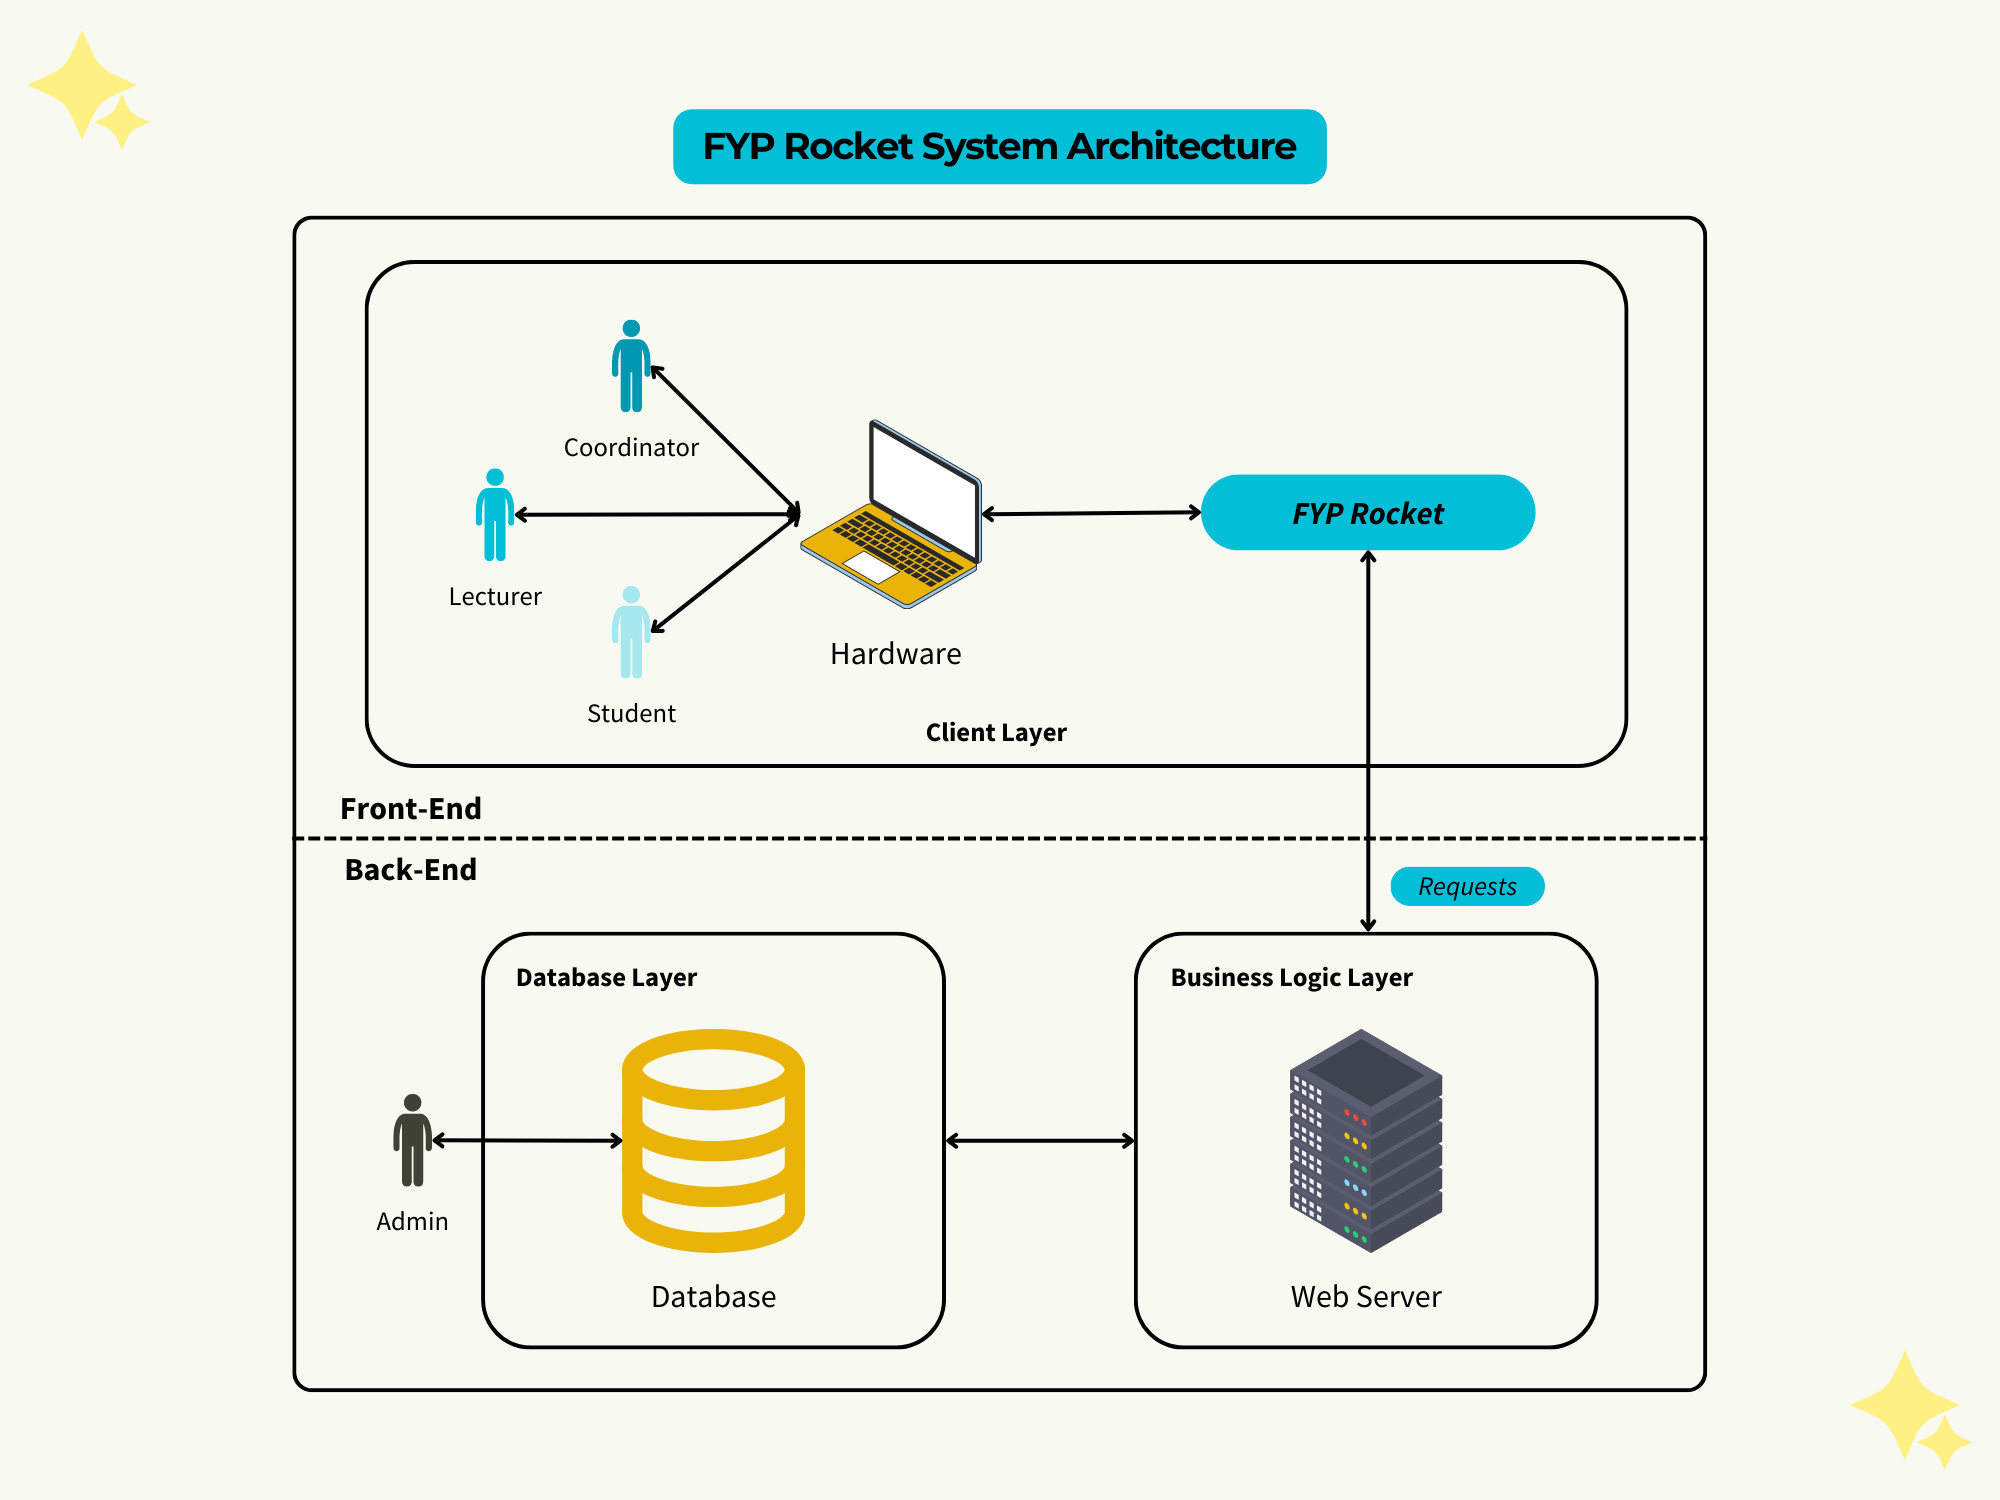 FYP Rocket System Architecture
Coordinator
Lecturer
Student
Hardware
FYP Rocket
Client Layer
Front-End
Back-End
Requests
Database Layer
Business Logic Layer
Admin
Database
Web Server